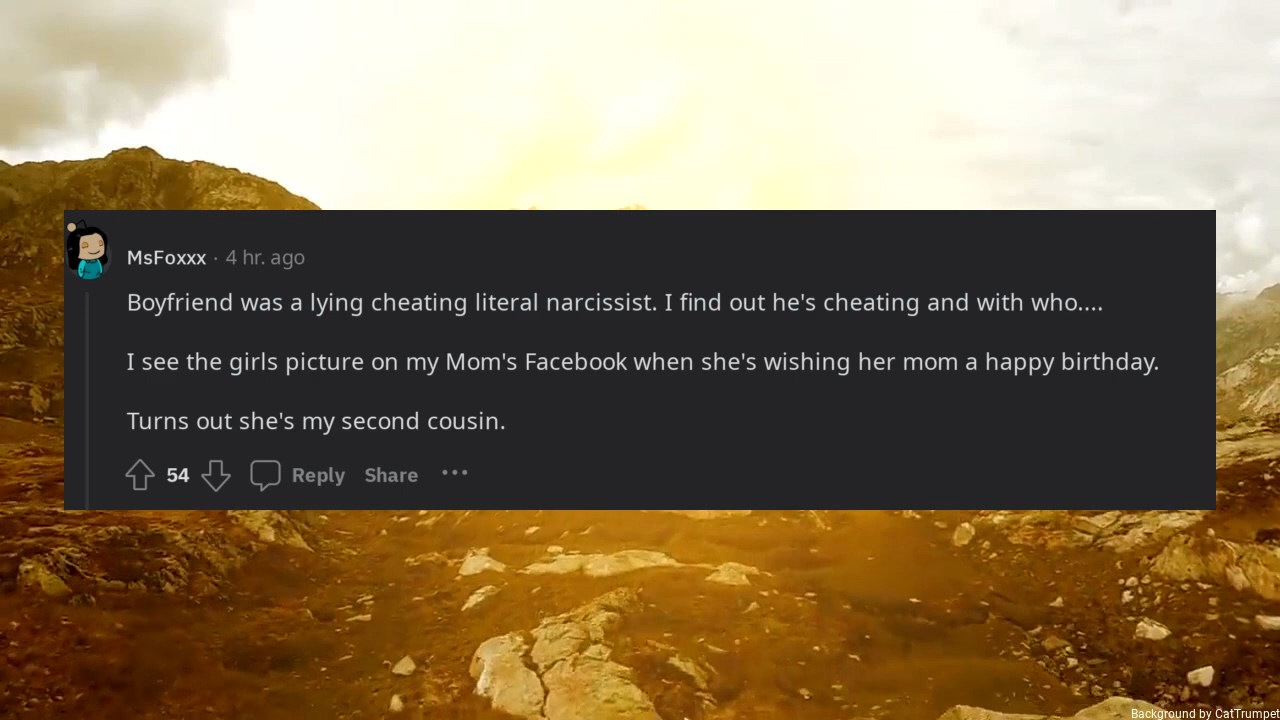 MsFoxxx · 4 hr. ago
Boyfriend was a lying cheating literal narcissist. I find out he's cheating and with who....
I see the girls picture on my Mom's Facebook when she's wishing her mom a happy birthday.
Turns out she's my second cousin.
54 Reply Share ···
Background by CatTrumpet